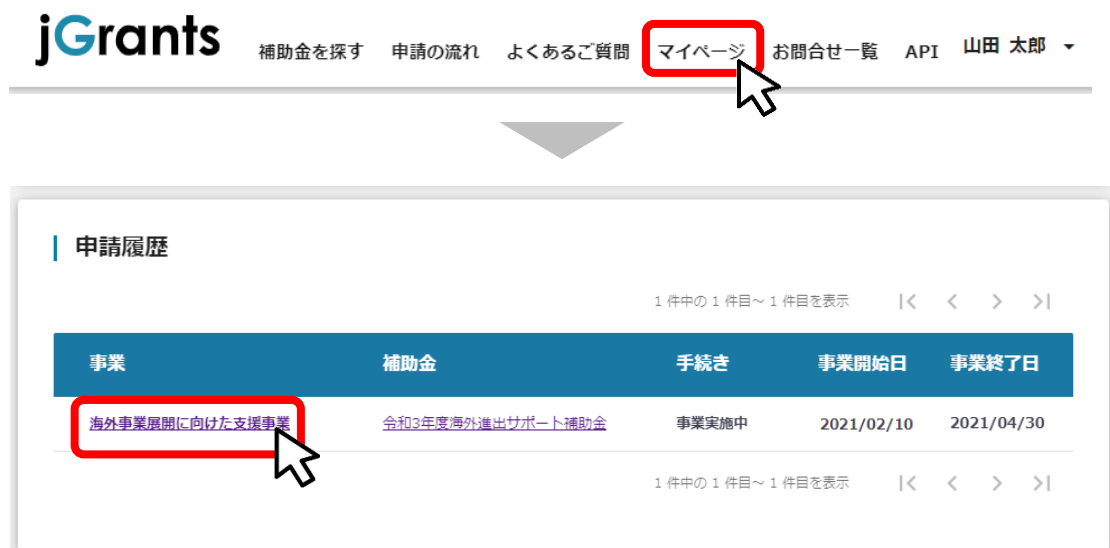 jGrants 補助金を探す 申請の流れ よくあるご質問 マイページ お問合せ一覧 API 山田 太郎
申請履歴
1 件中の 1 件目～ 1 件目を表示
事業 補助金 手続き 事業開始日 事業終了日
海外事業展開に向けた支援事業 令和3年度海外進出サポート補助金 事業実施中 2021/02/10 2021/04/30
1 件中の 1 件目～ 1 件目を表示